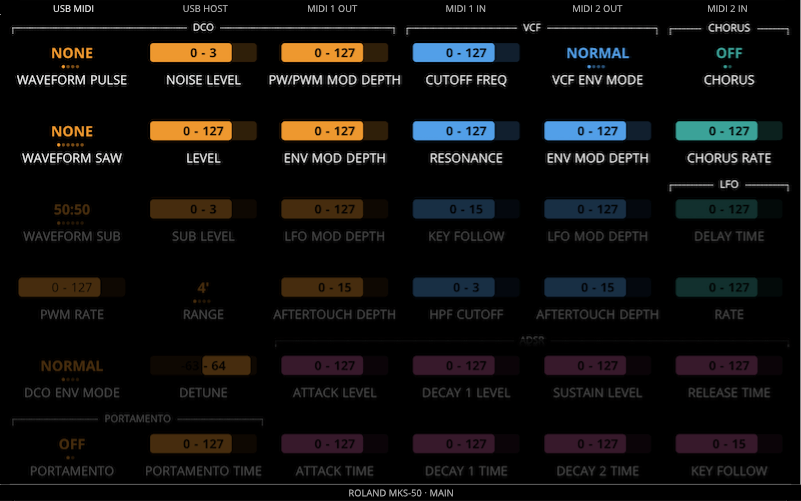 USB MIDI USB HOST MIDI 1 OUT MIDI 1 IN MIDI 2 OUT MIDI 2 IN
DCO VCF CHORUS
NONE 0 - 3 0 - 127 0 - 127 NORMAL OFF
WAVEFORM PULSE NOISE LEVEL PW/PWM MOD DEPTH CUTOFF FREQ VCF ENV MODE CHORUS
NONE 0 - 127 0 - 127 0 - 127 0 - 127 0 - 127
WAVEFORM SAW LEVEL ENV MOD DEPTH RESONANCE ENV MOD DEPTH CHORUS RATE
LFO
50:50 0 - 3 0 - 127 0 - 15 0 - 127 0 - 127
WAVEFORM SUB SUB LEVEL LFO MOD DEPTH KEY FOLLOW LFO MOD DEPTH DELAY TIME
0 - 127 4' 0 - 15 0 - 3 0 - 15 0 - 127
PWM RATE RANGE AFTERTOUCH DEPTH HPF CUTOFF AFTERTOUCH DEPTH RATE
ADSR
NORMAL -63 - 64 0 - 127 0 - 127 0 - 127 0 - 127
DCO ENV MODE DETUNE ATTACK LEVEL DECAY 1 LEVEL SUSTAIN LEVEL RELEASE TIME
PORTAMENTO
OFF 0 - 127 0 - 127 0 - 127 0 - 127 0 - 15
PORTAMENTO PORTAMENTO TIME ATTACK TIME DECAY 1 TIME DECAY 2 TIME KEY FOLLOW
ROLAND MKS-50 · MAIN